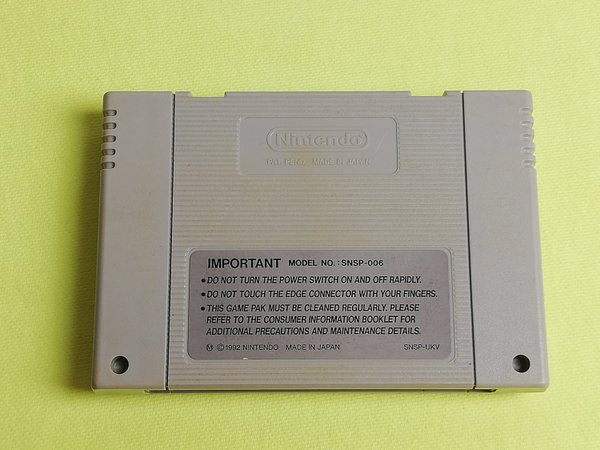 Nintendo
PAT. PEND. MADE IN JAPAN
IMPORTANT MODEL NO. : SNSP-006
• DO NOT TURN THE POWER SWITCH ON AND OFF RAPIDLY.
• DO NOT TOUCH THE EDGE CONNECTOR WITH YOUR FINGERS.
• THIS GAME PAK MUST BE CLEANED REGULARLY. PLEASE
REFER TO THE CONSUMER INFORMATION BOOKLET FOR
ADDITIONAL PRECAUTIONS AND MAINTENANCE DETAILS.
Ⓜ ©1992 NINTENDO MADE IN JAPAN SNSP-UKV